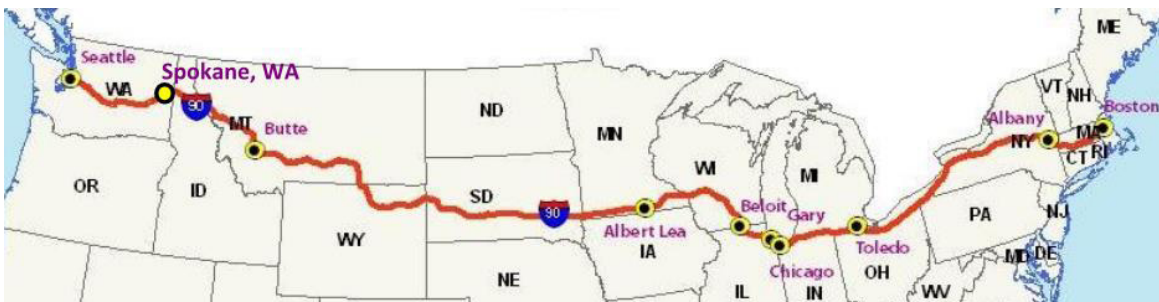 Seattle
Spokane, WA
WA
90
MT
Butte
OR
ID
WY
ND
SD
NE
90
MN
Albert Lea
IA
WI
Beloit
Gary
Chicago
IL
IN
MI
Toledo
OH
WV
PA
NJ
MD
DE
Albany
NY
VT
NH
ME
Boston
MA
CT
RI